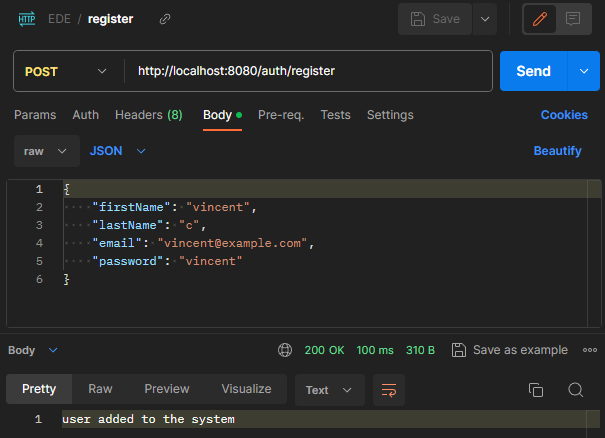 HTTP EDE / register Save
POST http://localhost:8080/auth/register Send
Params Auth Headers (8) Body Pre-req. Tests Settings Cookies
raw JSON Beautify
1 {
2 "firstName": "vincent",
3 "lastName": "c",
4 "email": "vincent@example.com",
5 "password": "vincent"
6 }
Body 200 OK 100 ms 310 B Save as example
Pretty Raw Preview Visualize Text
1 user added to the system